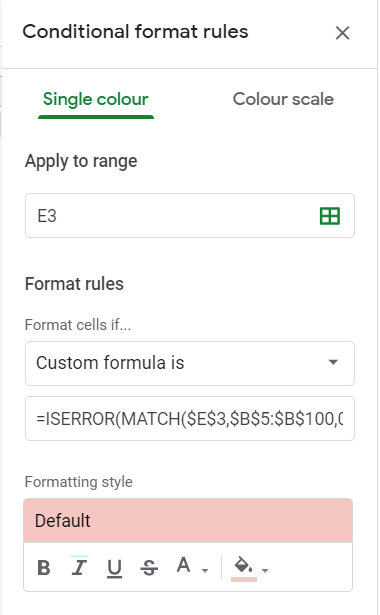 Conditional format rules
Single colour
Colour scale
Apply to range
E3
Format rules
Format cells if...
Custom formula is
=ISERROR(MATCH($E$3,$B$5:$B$100,
Formatting style
Default
B I U S A